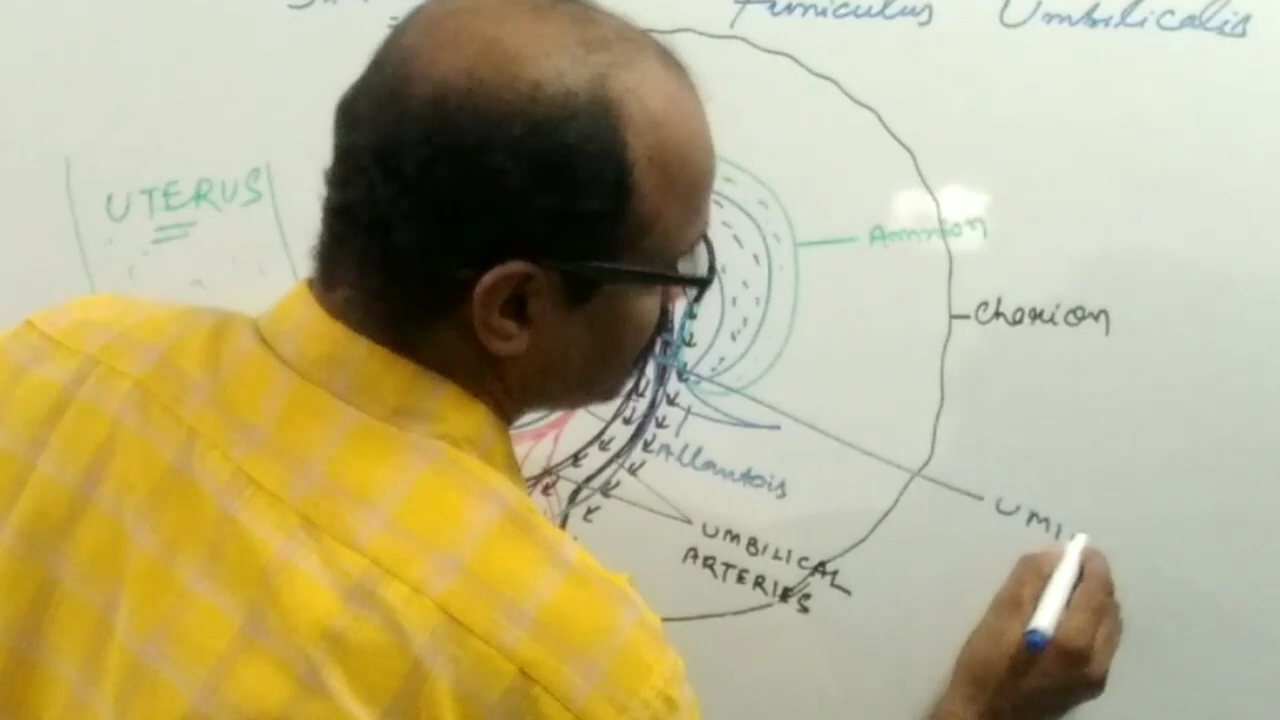 Funiculus Umbilicalis
UTERUS
Amnion
Chorion
Allantois
UMBILICAL
ARTERIES
UMI